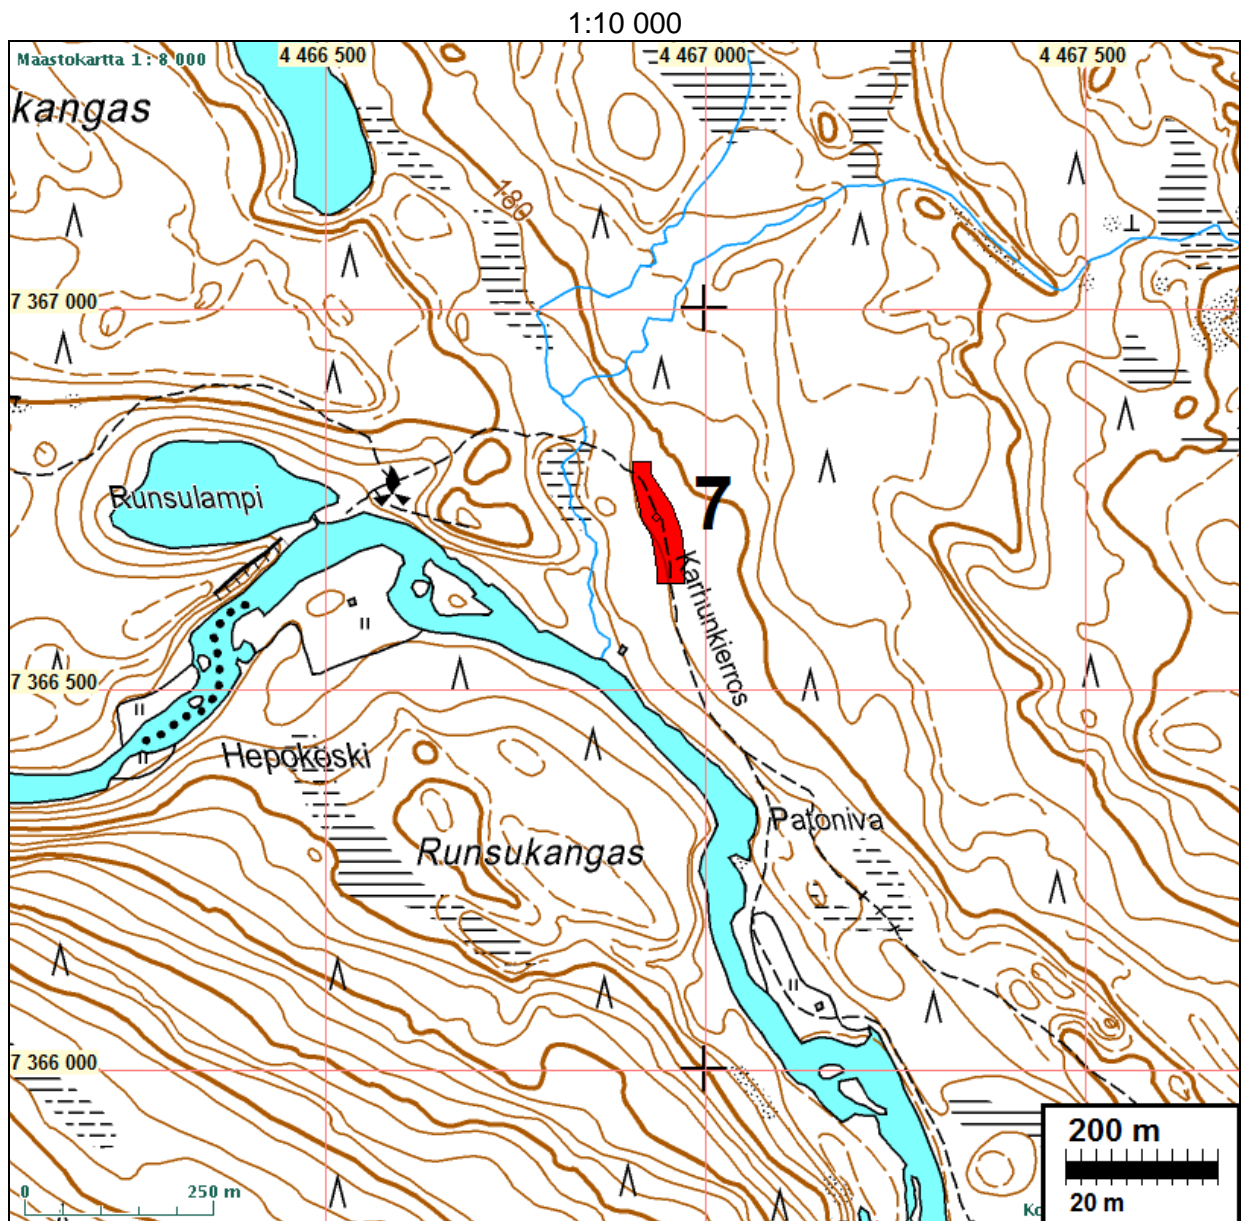 1:10 000
Maastokartta 1 : 8 000
4 466 500
4 467 000
4 467 500
kangas
180
7 367 000
Runsulampi
7
Karhunkierros
7 366 500
Hepokoski
Patoniva
Runsukangas
7 366 000
200 m
20 m
0 250 m
Ko